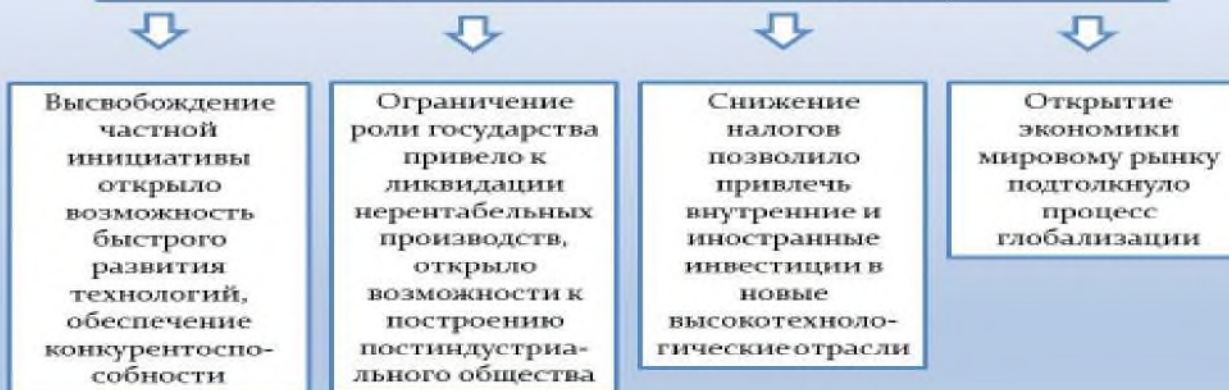 Высвобождение
частной
инициативы
открыло
возможность
быстрого
развития
технологий,
обеспечение
конкурентоспо-
собности
Ограничение
роли государства
привело к
ликвидации
нерентабельных
производств,
открыло
возможности к
построению
постиндустриа-
льного общества
Снижение
налогов
позволило
привлечь
внутренние и
иностранные
инвестиции в
новые
высокотехноло-
гические отрасли
Открытие
экономики
мировому рынку
подтолкнуло
процесс
глобализации